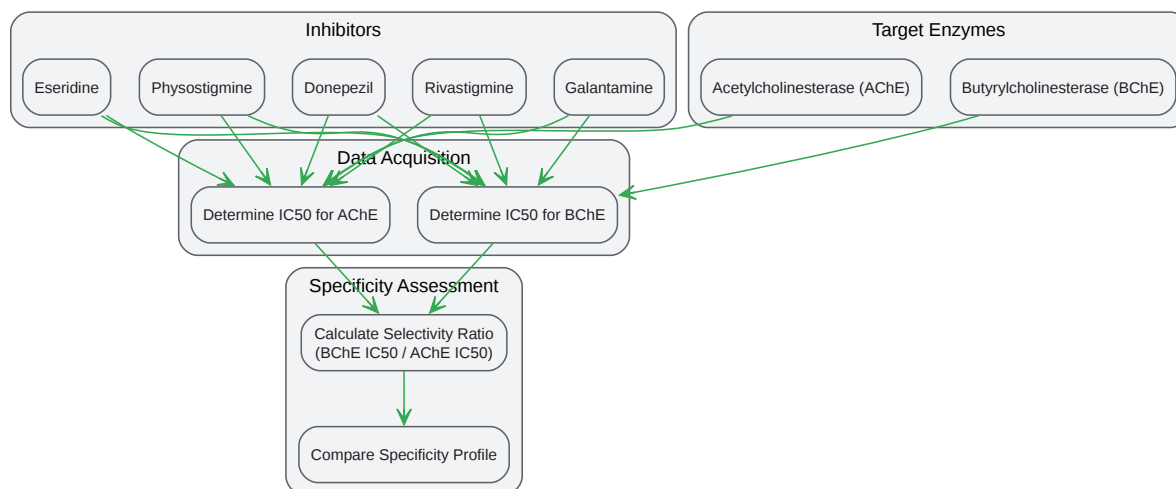 Inhibitors
Target Enzymes
Eseridine
Physostigmine
Donepezil
Rivastigmine
Galantamine
Acetylcholinesterase (AChE)
Butyrylcholinesterase (BChE)
Data Acquisition
Determine IC50 for AChE
Determine IC50 for BChE
Specificity Assessment
Calculate Selectivity Ratio
(BChE IC50 / AChE IC50)
Compare Specificity Profile